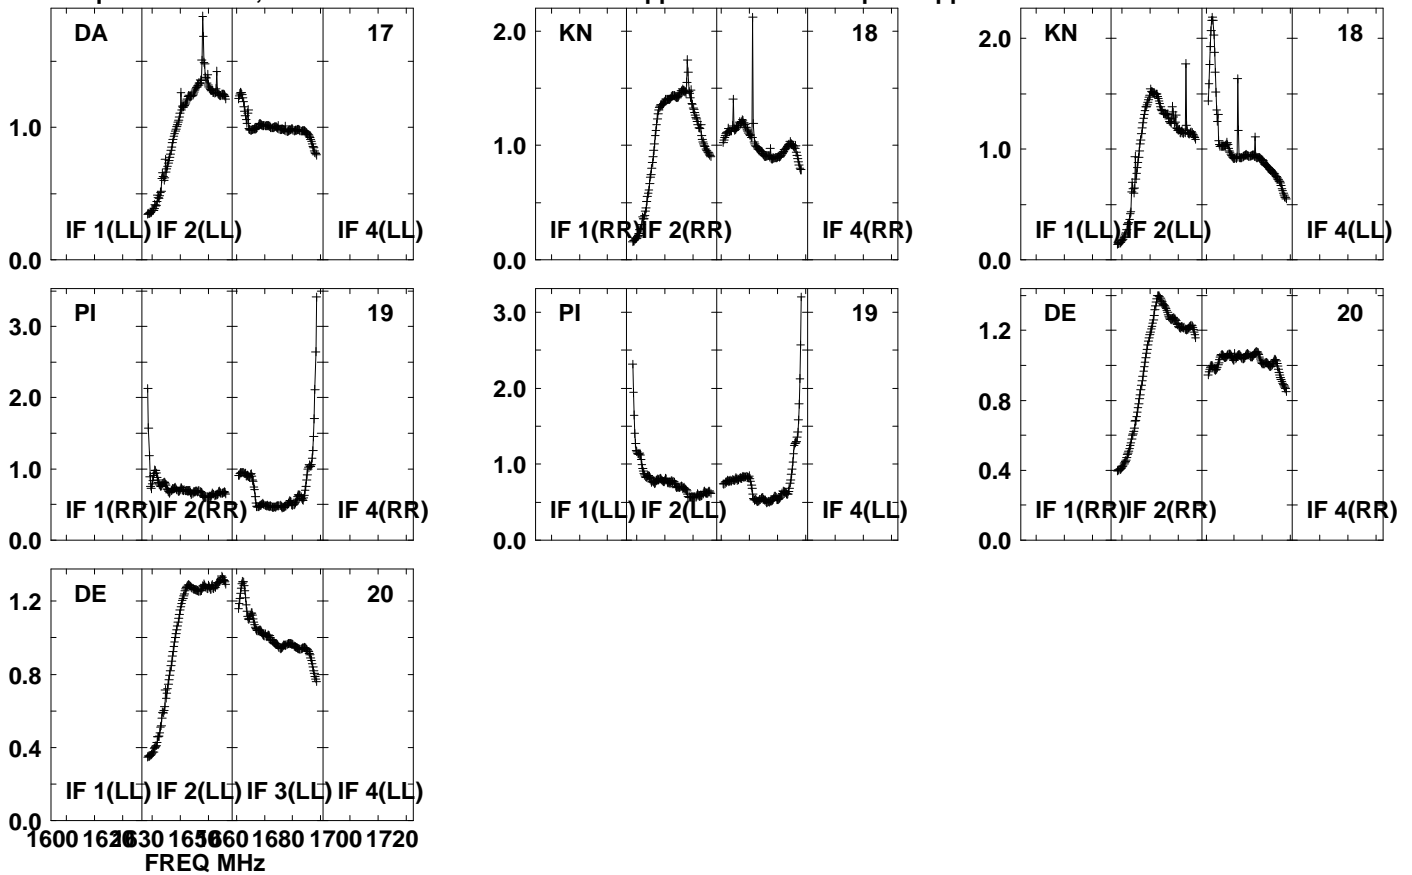 DA 17
1.0
IF 1(LL) IF 2(LL) IF 4(LL)
0.0
KN 18
2.0
1.0
IF 1(RR) IF 2(RR) IF 4(RR)
0.0
KN 18
2.0
1.0
IF 1(LL) IF 2(LL) IF 4(LL)
0.0
PI 19
3.0
2.0
1.0
IF 1(RR) IF 2(RR) IF 4(RR)
0.0
PI 19
3.0
2.0
1.0
IF 1(LL) IF 2(LL) IF 4(LL)
0.0
DE 20
1.2
0.8
0.4
IF 1(RR) IF 2(RR) IF 4(RR)
0.0
DE 20
1.2
0.8
0.4
IF 1(LL) IF 2(LL) IF 3(LL) IF 4(LL)
0.0
1600 1620 1630 1650 1660 1680 1700 1720
FREQ MHz